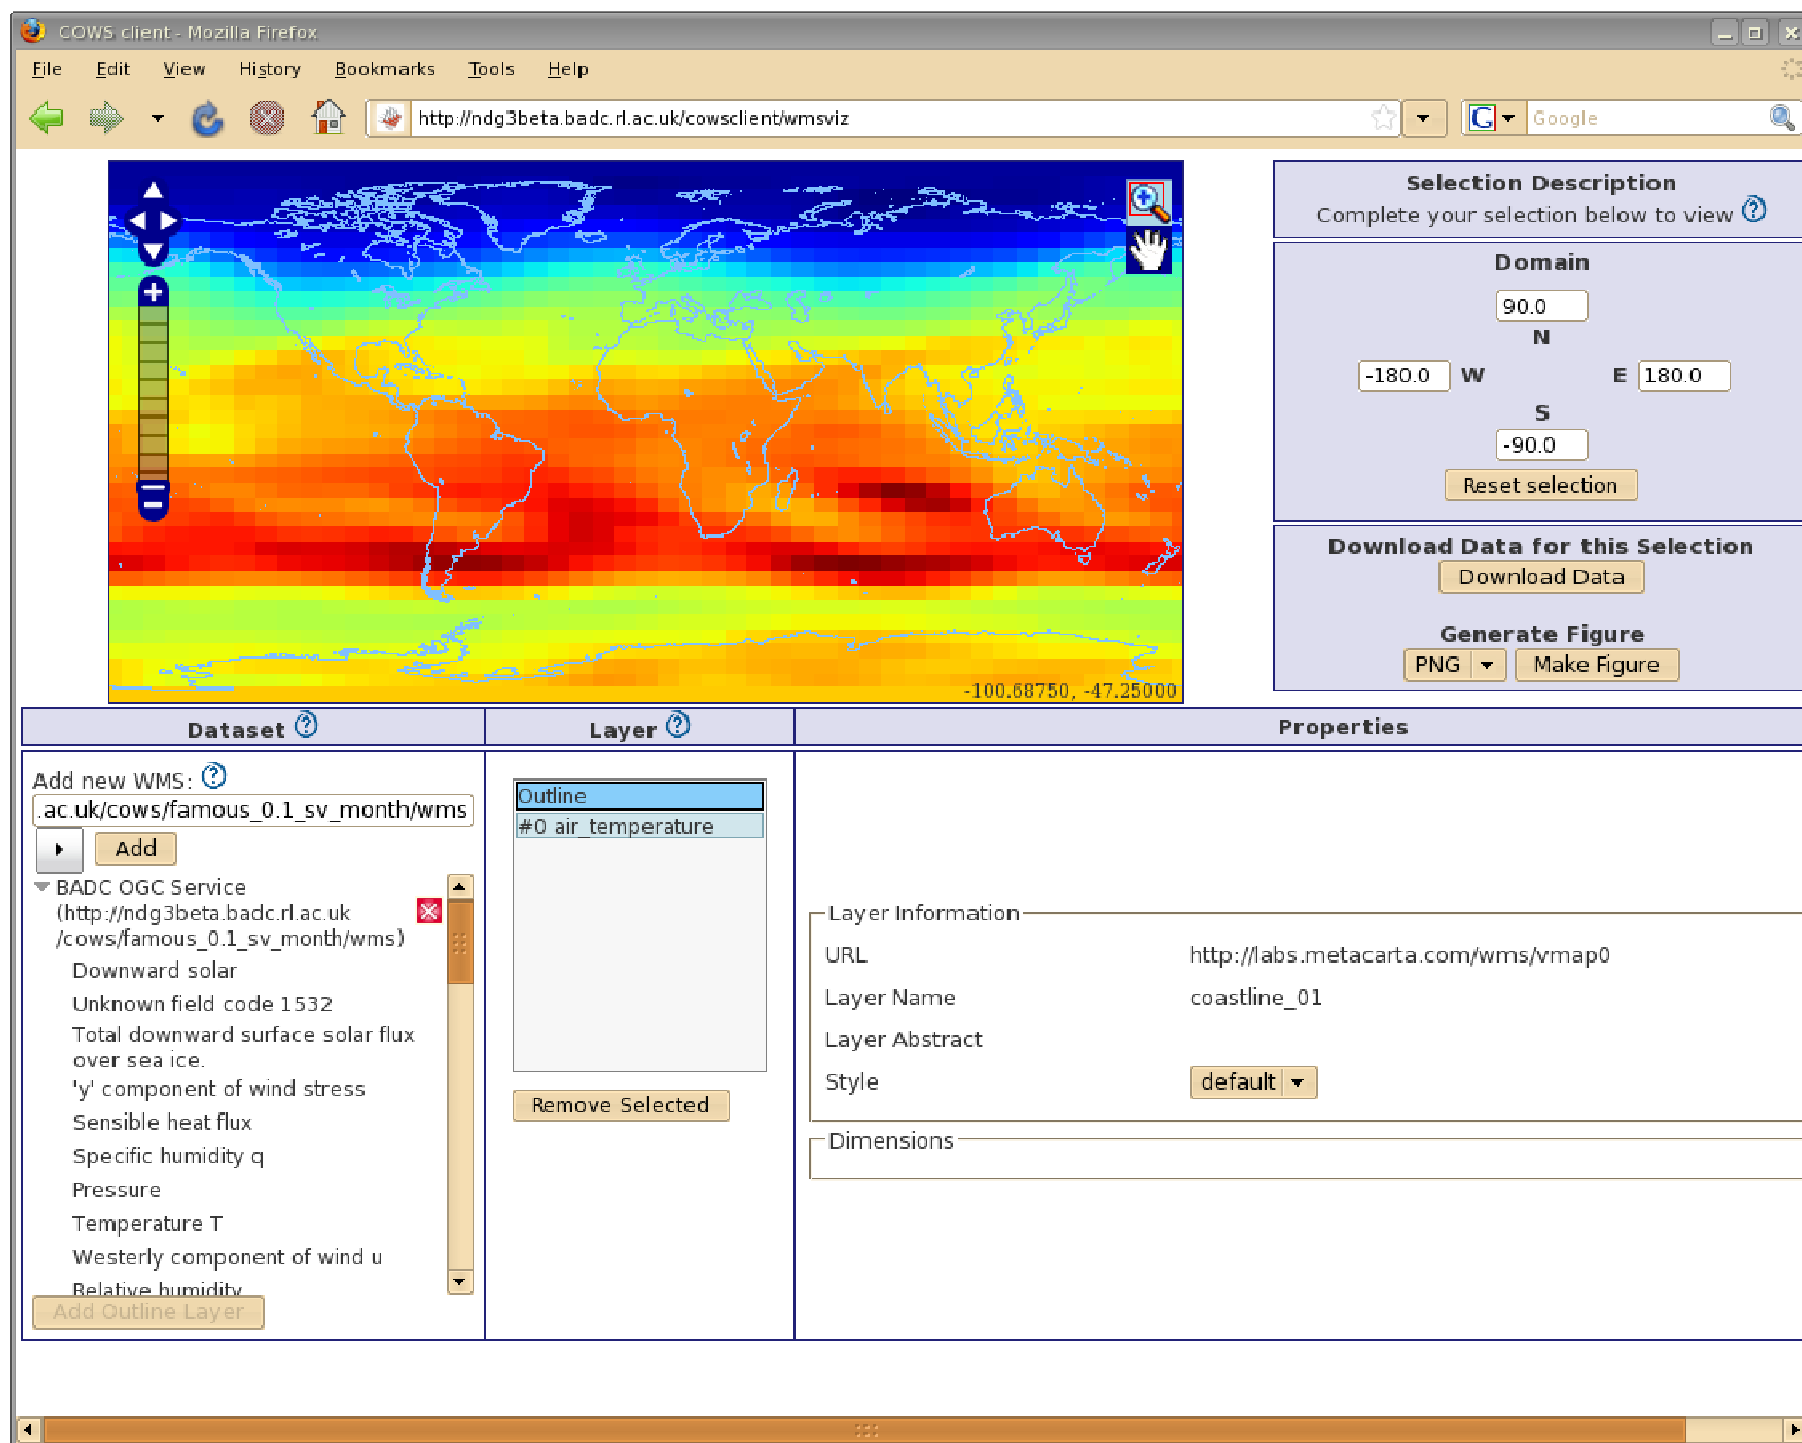 COWS client - Mozilla Firefox
File Edit View History Bookmarks Tools Help
http://ndg3beta.badc.rl.ac.uk/cowsclient/wmsviz
Google
Selection Description
Complete your selection below to view
Domain
90.0
N
-180.0 W E 180.0
S
-90.0
Reset selection
Download Data for this Selection
Download Data
Generate Figure
PNG Make Figure
-100.68750, -47.25000
Dataset Layer Properties
Add new WMS:
.ac.uk/cows/famous_0.1_sv_month/wms
Add
BADC OGC Service
(http://ndg3beta.badc.rl.ac.uk
/cows/famous_0.1_sv_month/wms)
Downward solar
Unknown field code 1532
Total downward surface solar flux
over sea ice.
'y' component of wind stress
Sensible heat flux
Specific humidity q
Pressure
Temperature T
Westerly component of wind u
Relative humidity
Add Outline Layer
Outline
#0 air_temperature
Remove Selected
Layer Information
URL http://labs.metacarta.com/wms/vmap0
Layer Name coastline_01
Layer Abstract
Style default
Dimensions